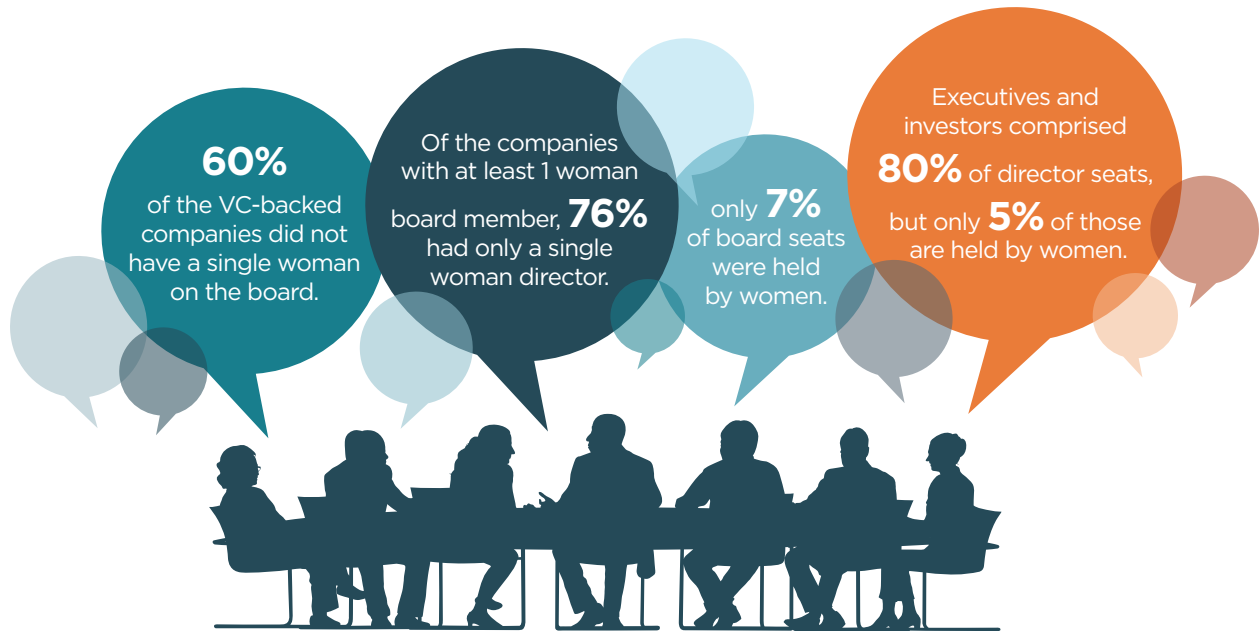 60%
of the VC-backed
companies did not
have a single woman
on the board.
Of the companies
with at least 1 woman
board member, 76%
had only a single
woman director.
only 7%
of board seats
were held
by women.
Executives and
investors comprised
80% of director seats,
but only 5% of those
are held by women.